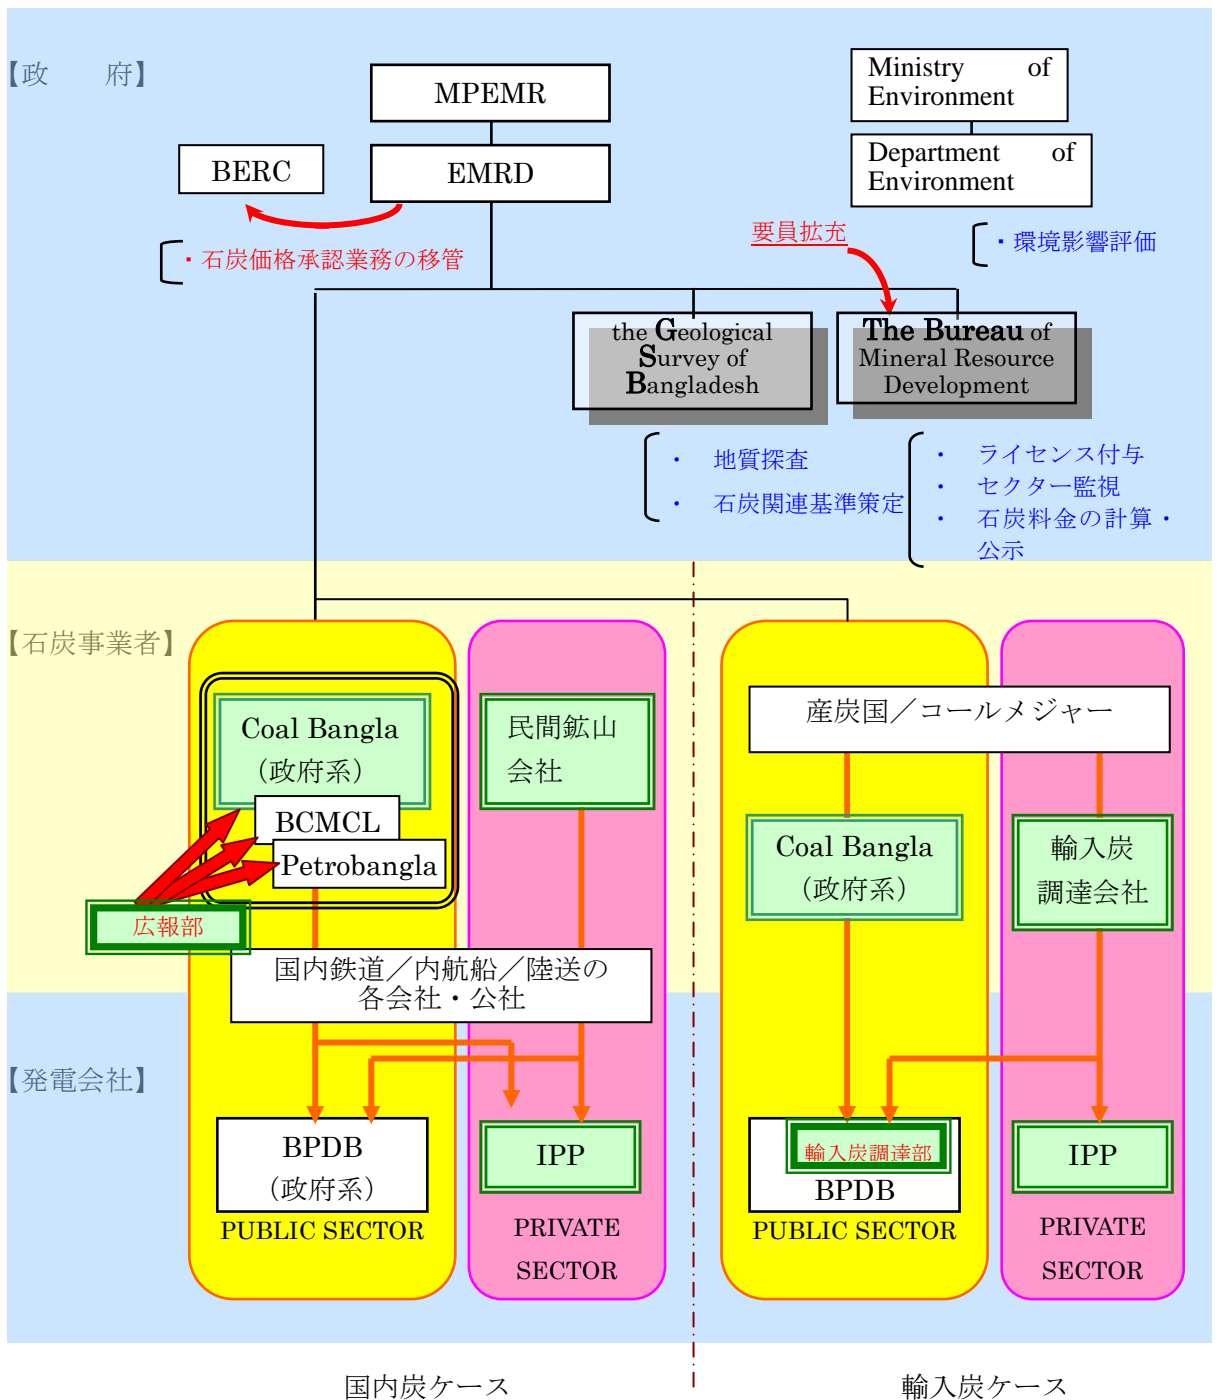 【政　　府】
MPEMR
Ministry of
Environment
BERC
EMRD
Department of
Environment
・石炭価格承認業務の移管
要員拡充
・環境影響評価
the Geological
Survey of
Bangladesh
The Bureau of
Mineral Resource
Development
・ 地質探査
・ 石炭関連基準策定
・ ライセンス付与
・ セクター監視
・ 石炭料金の計算・
公示
【石炭事業者】
Coal Bangla
（政府系）
BCMCL
Petrobangla
広報部
民間鉱山
会社
産炭国／コールメジャー
Coal Bangla
（政府系）
輸入炭
調達会社
国内鉄道／内航船／陸送の
各会社・公社
【発電会社】
BPDB
（政府系）
PUBLIC SECTOR
IPP
PRIVATE
SECTOR
輸入炭調達部
BPDB
PUBLIC SECTOR
IPP
PRIVATE
SECTOR
国内炭ケース
輸入炭ケース